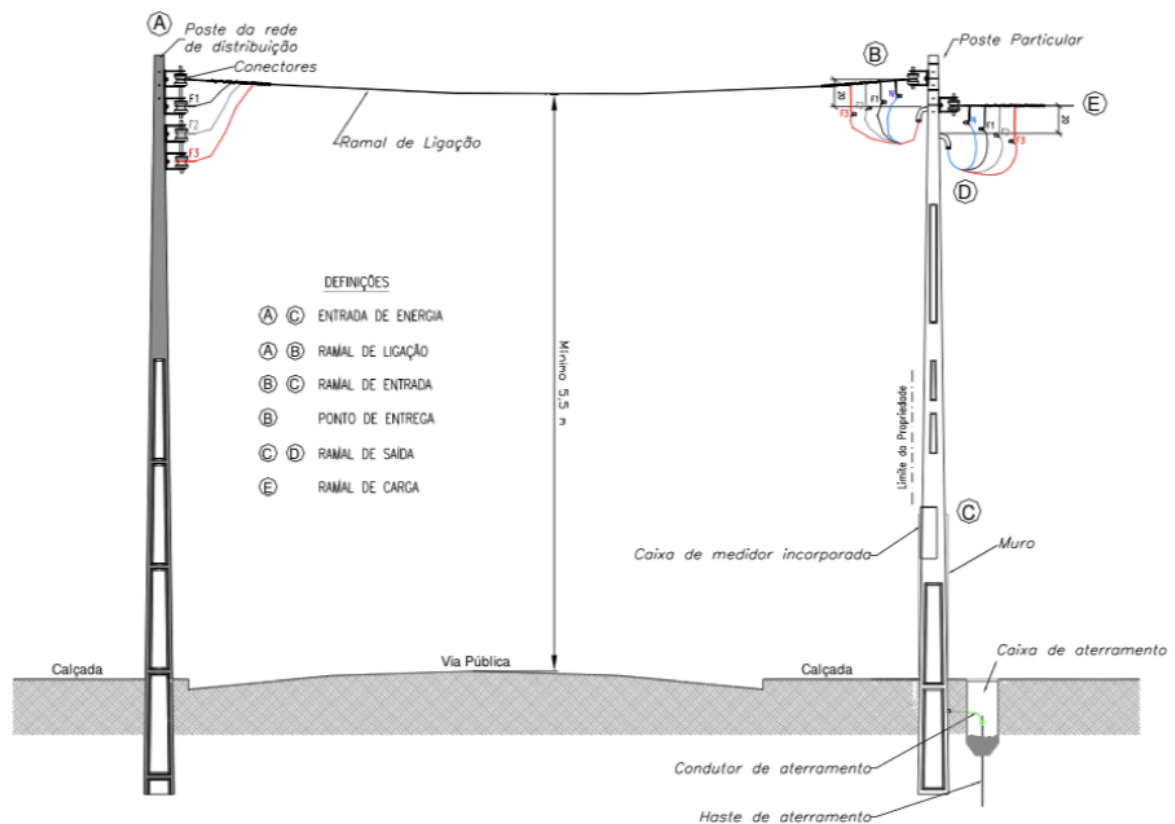 A
Poste da rede
de distribuição
Conectores
F1
F2
F3
Ramal de Ligação
B
Poste Particular
20
F3
F2
F1
N
E
N
F1
F2
F3
20
D
DEFINIÇÕES
A C ENTRADA DE ENERGIA
A B RAMAL DE LIGAÇÃO
B C RAMAL DE ENTRADA
B PONTO DE ENTREGA
C D RAMAL DE SAÍDA
E RAMAL DE CARGA
Mínimo 5,5 m
Limite da Propriedade
C
Caixa de medidor incorporada
Muro
Calçada
Via Pública
Calçada
Caixa de aterramento
Condutor de aterramento
Haste de aterramento